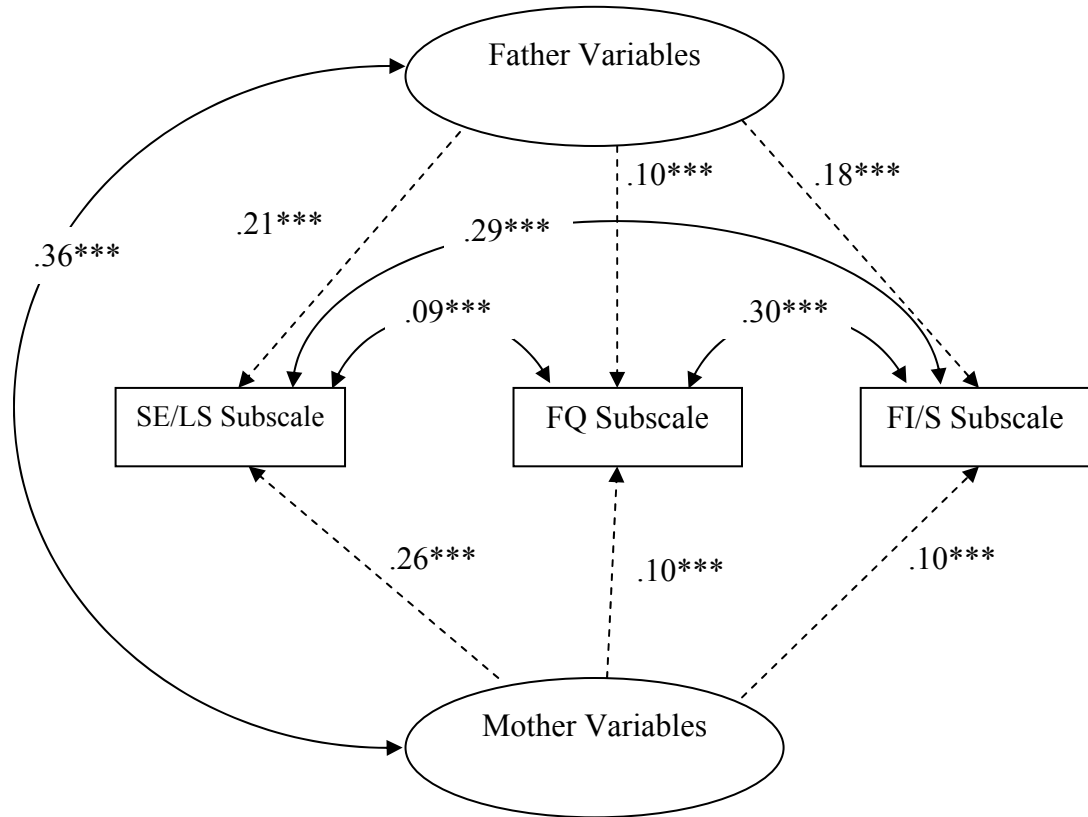 Father Variables
.10***
.18***
.21***
.29***
.36***
.09***
.30***
SE/LS Subscale
FQ Subscale
FI/S Subscale
.26***
.10***
.10***
Mother Variables